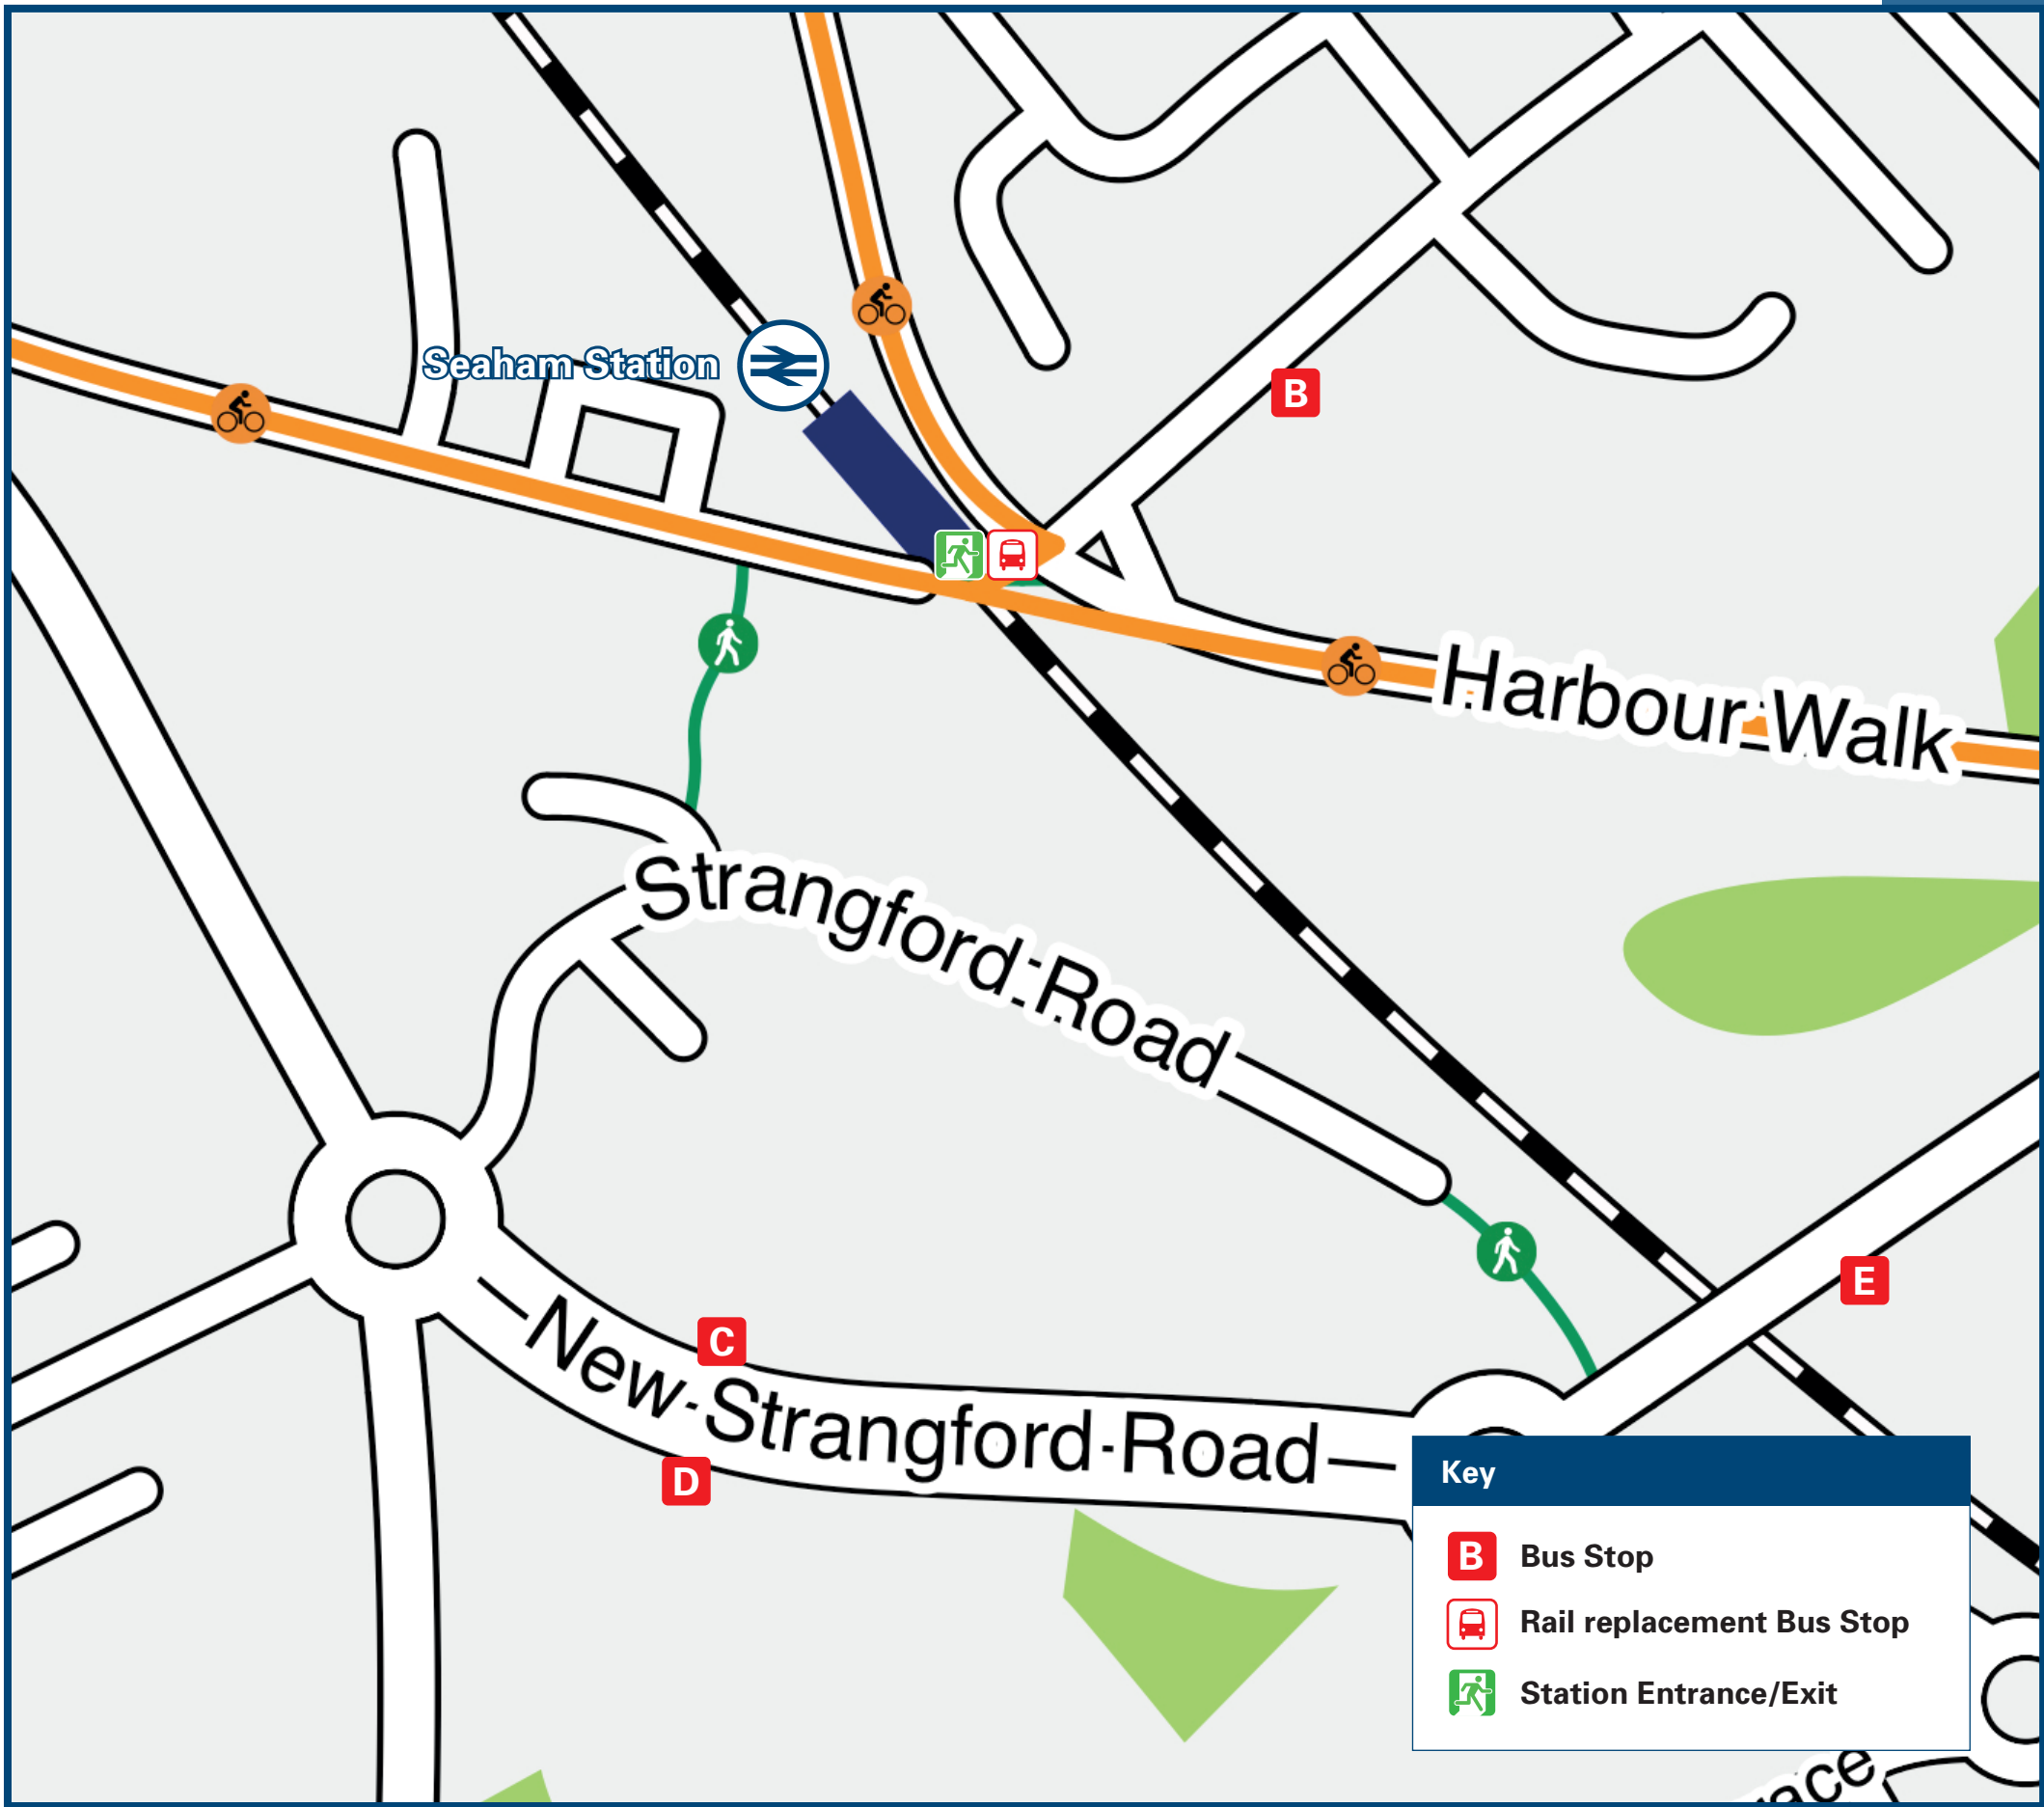 Seaham Station
B
Harbour Walk
Strangford Road
E
C
New Strangford Road
D
Key
B Bus Stop
Rail replacement Bus Stop
Station Entrance/Exit